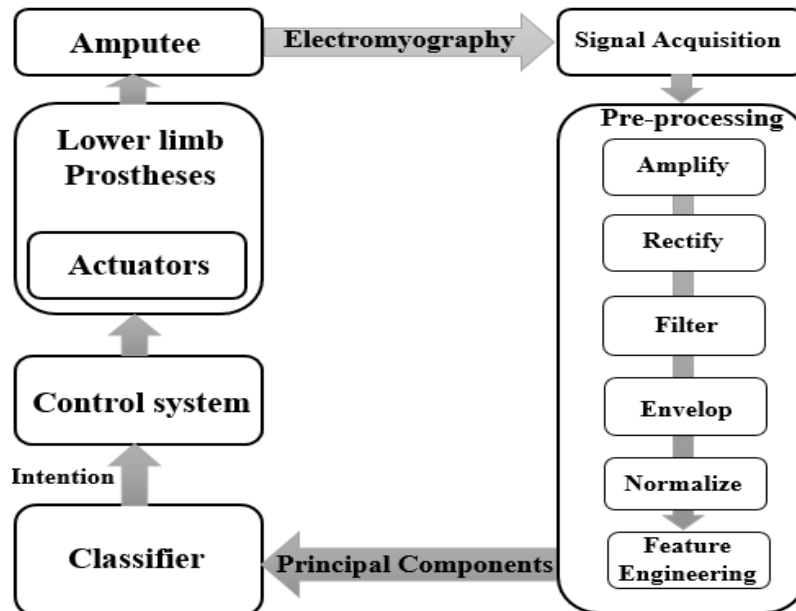 Amputee
Electromyography
Signal Acquisition
Pre-processing
Amplify
Rectify
Filter
Envelop
Normalize
Feature
Engineering
Principal Components
Classifier
Intention
Control system
Lower limb
Prostheses
Actuators